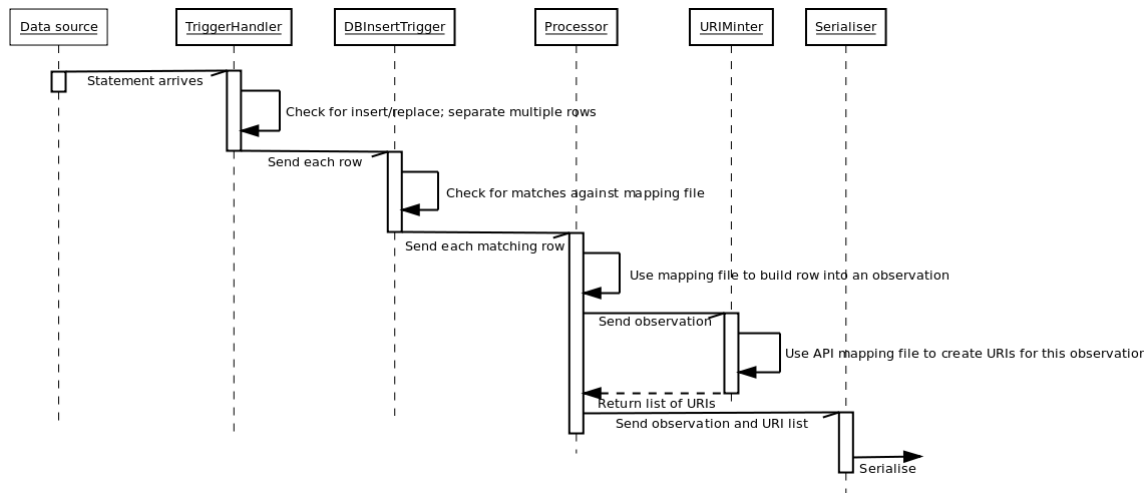 Data source
TriggerHandler
DBInsertTrigger
Processor
URIMinter
Serialiser
Statement arrives
Check for insert/replace; separate multiple rows
Send each row
Check for matches against mapping file
Send each matching row
Use mapping file to build row into an observation
Send observation
Use API mapping file to create URIs for this observation
Return list of URIs
Send observation and URI list
Serialise